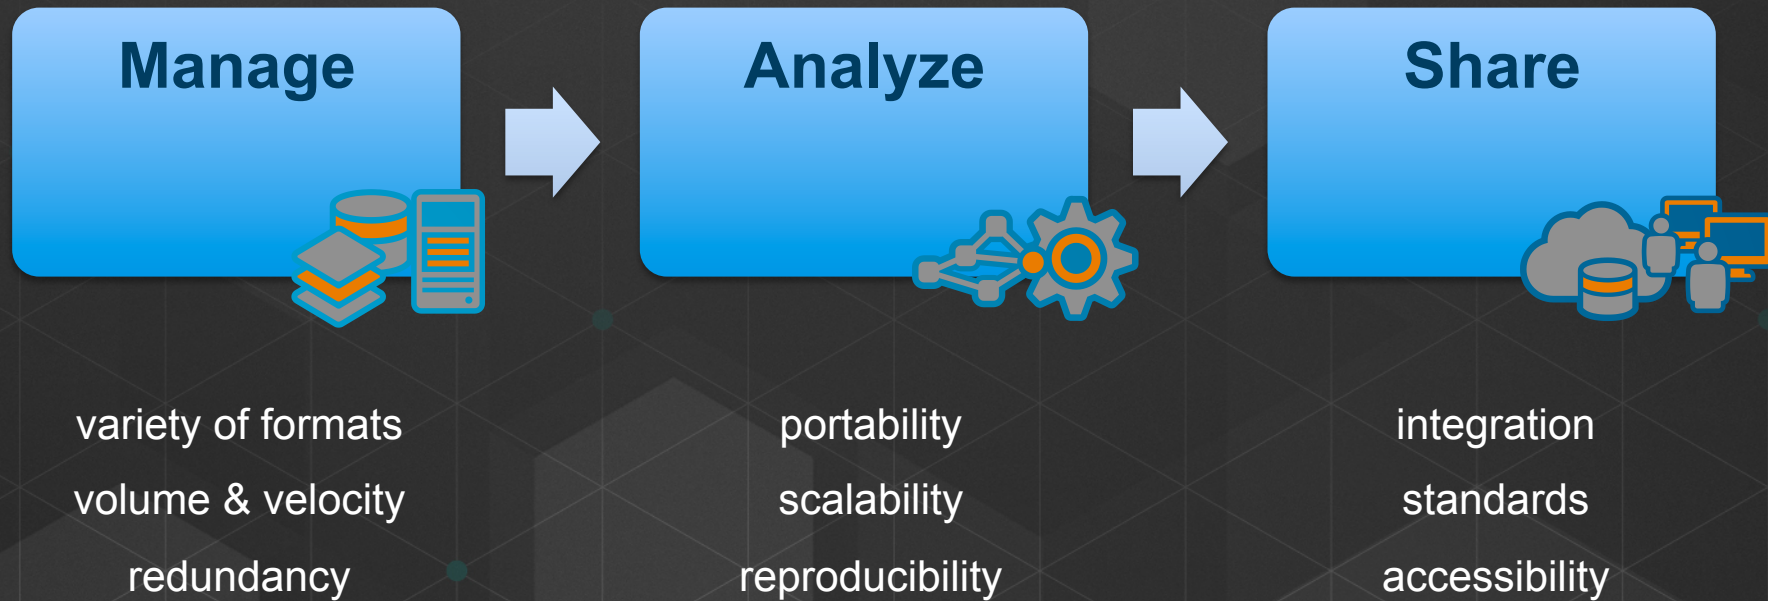 Manage
Analyze
Share
variety of formats
volume & velocity
redundancy
portability
scalability
reproducibility
integration
standards
accessibility